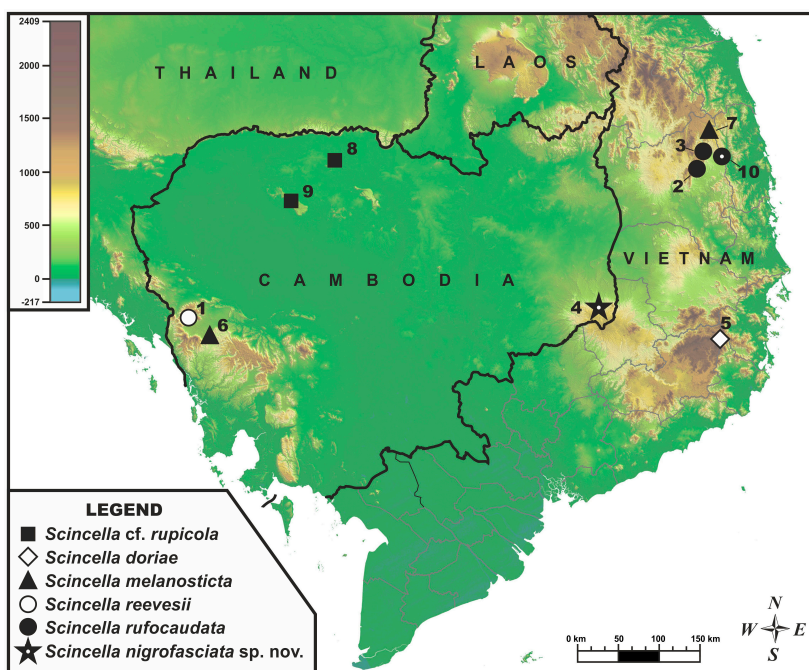 2409
2000
1500
1000
500
0
-217
THAILAND
LAOS
VIETNAM
CAMBODIA
1
2
3
4
5
6
7
8
9
10
LEGEND
Scincella cf. rupicola
Scincella doriae
Scincella melanosticta
Scincella reevesii
Scincella rufocaudata
Scincella nigrofasciata sp. nov.
0 km 50 100 150 km
N
W E
S